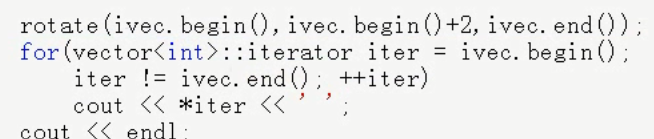 rotate(ivec.begin(),ivec.begin()+2,ivec.end());
for(vector<int>::iterator iter = ivec.begin();
iter != ivec.end(); ++iter)
cout << *iter << ' ';
cout << endl;